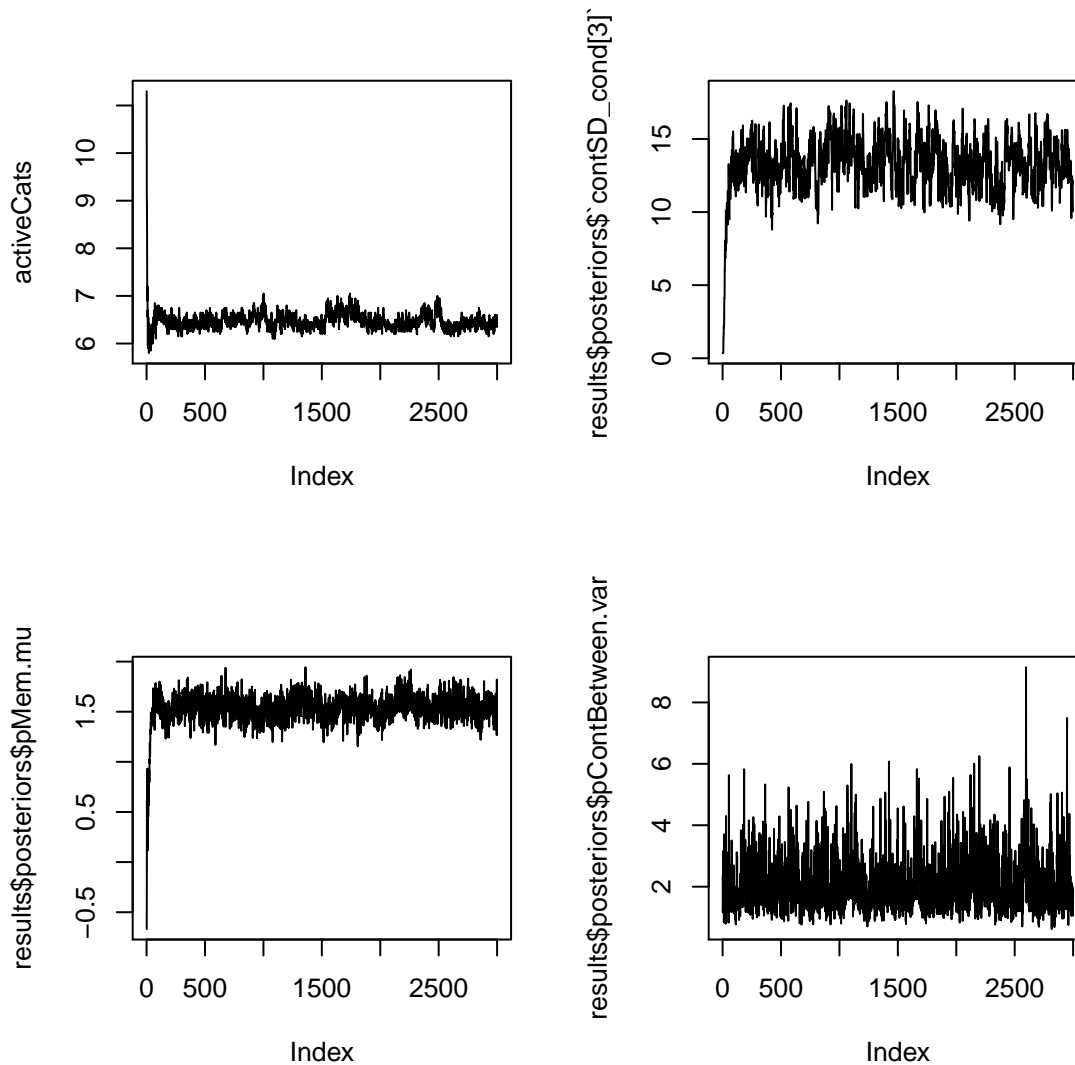 activeCats
10
9
8
7
6
0 500 1500 2500
Index
results$posteriors$`contSD_cond[3]`
15
10
5
0
0 500 1500 2500
Index
results$posteriors$pMem.mu
1.5
0.5
−0.5
0 500 1500 2500
Index
results$posteriors$pContBetween.var
8
6
4
2
0 500 1500 2500
Index